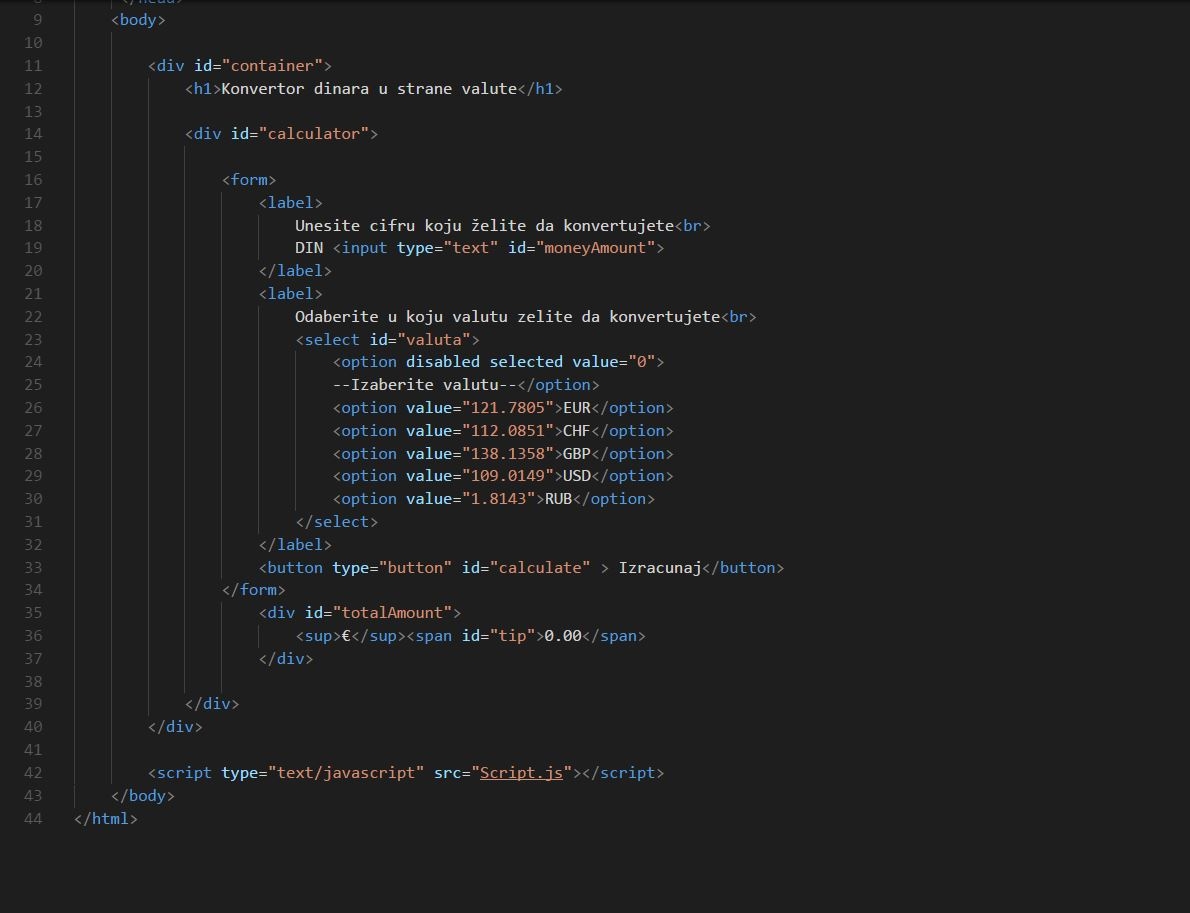 8 </head>
9 <body>
10
11 <div id="container">
12 <h1>Konvertor dinara u strane valute</h1>
13
14 <div id="calculator">
15
16 <form>
17 <label>
18 Unesite cifru koju želite da konvertujete<br>
19 DIN <input type="text" id="moneyAmount">
20 </label>
21 <label>
22 Odaberite u koju valutu zelite da konvertujete<br>
23 <select id="valuta">
24 <option disabled selected value="0">
25 --Izaberite valutu--</option>
26 <option value="121.7805">EUR</option>
27 <option value="112.0851">CHF</option>
28 <option value="138.1358">GBP</option>
29 <option value="109.0149">USD</option>
30 <option value="1.8143">RUB</option>
31 </select>
32 </label>
33 <button type="button" id="calculate" > Izracunaj</button>
34 </form>
35 <div id="totalAmount">
36 <sup>€</sup><span id="tip">0.00</span>
37 </div>
38
39 </div>
40 </div>
41
42 <script type="text/javascript" src="Script.js"></script>
43 </body>
44 </html>